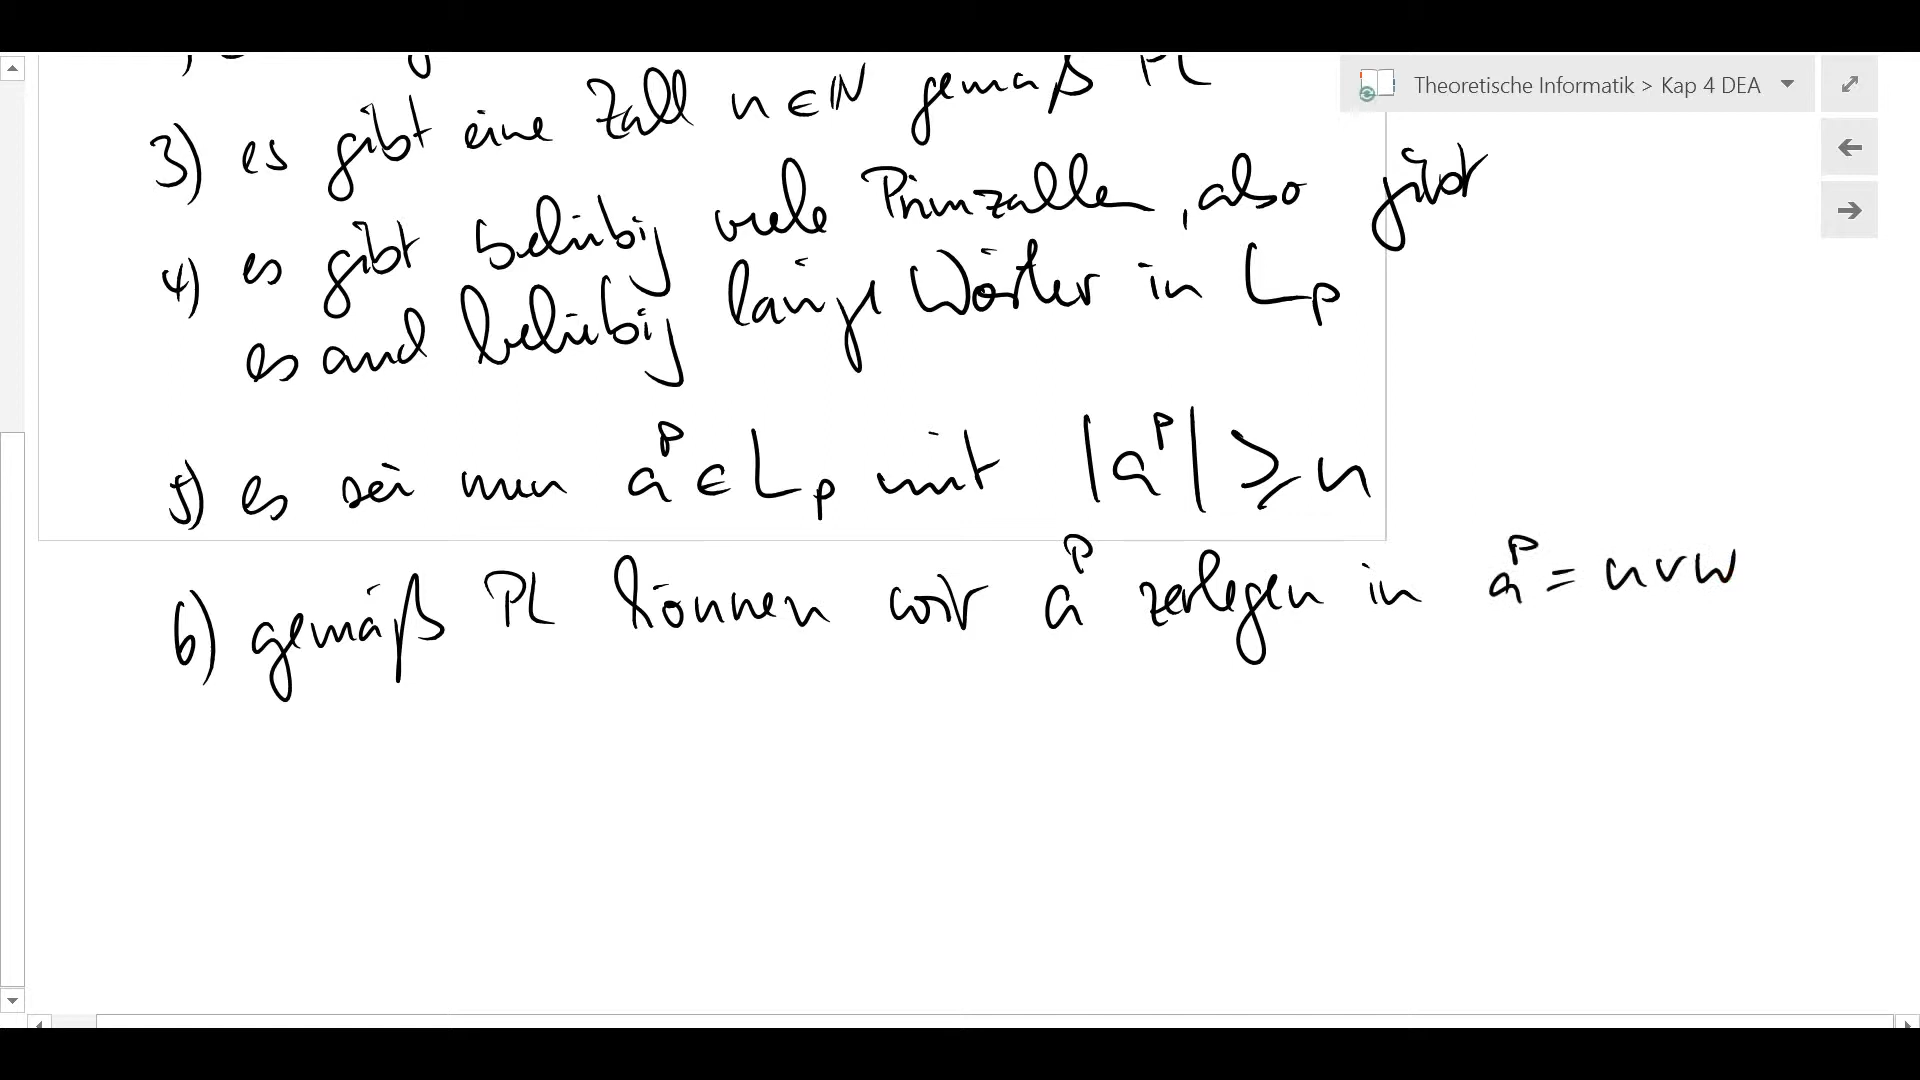 Theoretische Informatik > Kap 4 DEA
3) es gibt eine Zahl n ∈ ℕ gemäß PL
4) es gibt beliebig viele Primzahlen, also gibt
es auch beliebig lange Wörter in L_p
5) es sei nun a^p ∈ L_p mit |a^p| ≥ n
6) gemäß PL können wir a^p zerlegen in a^p = uvw